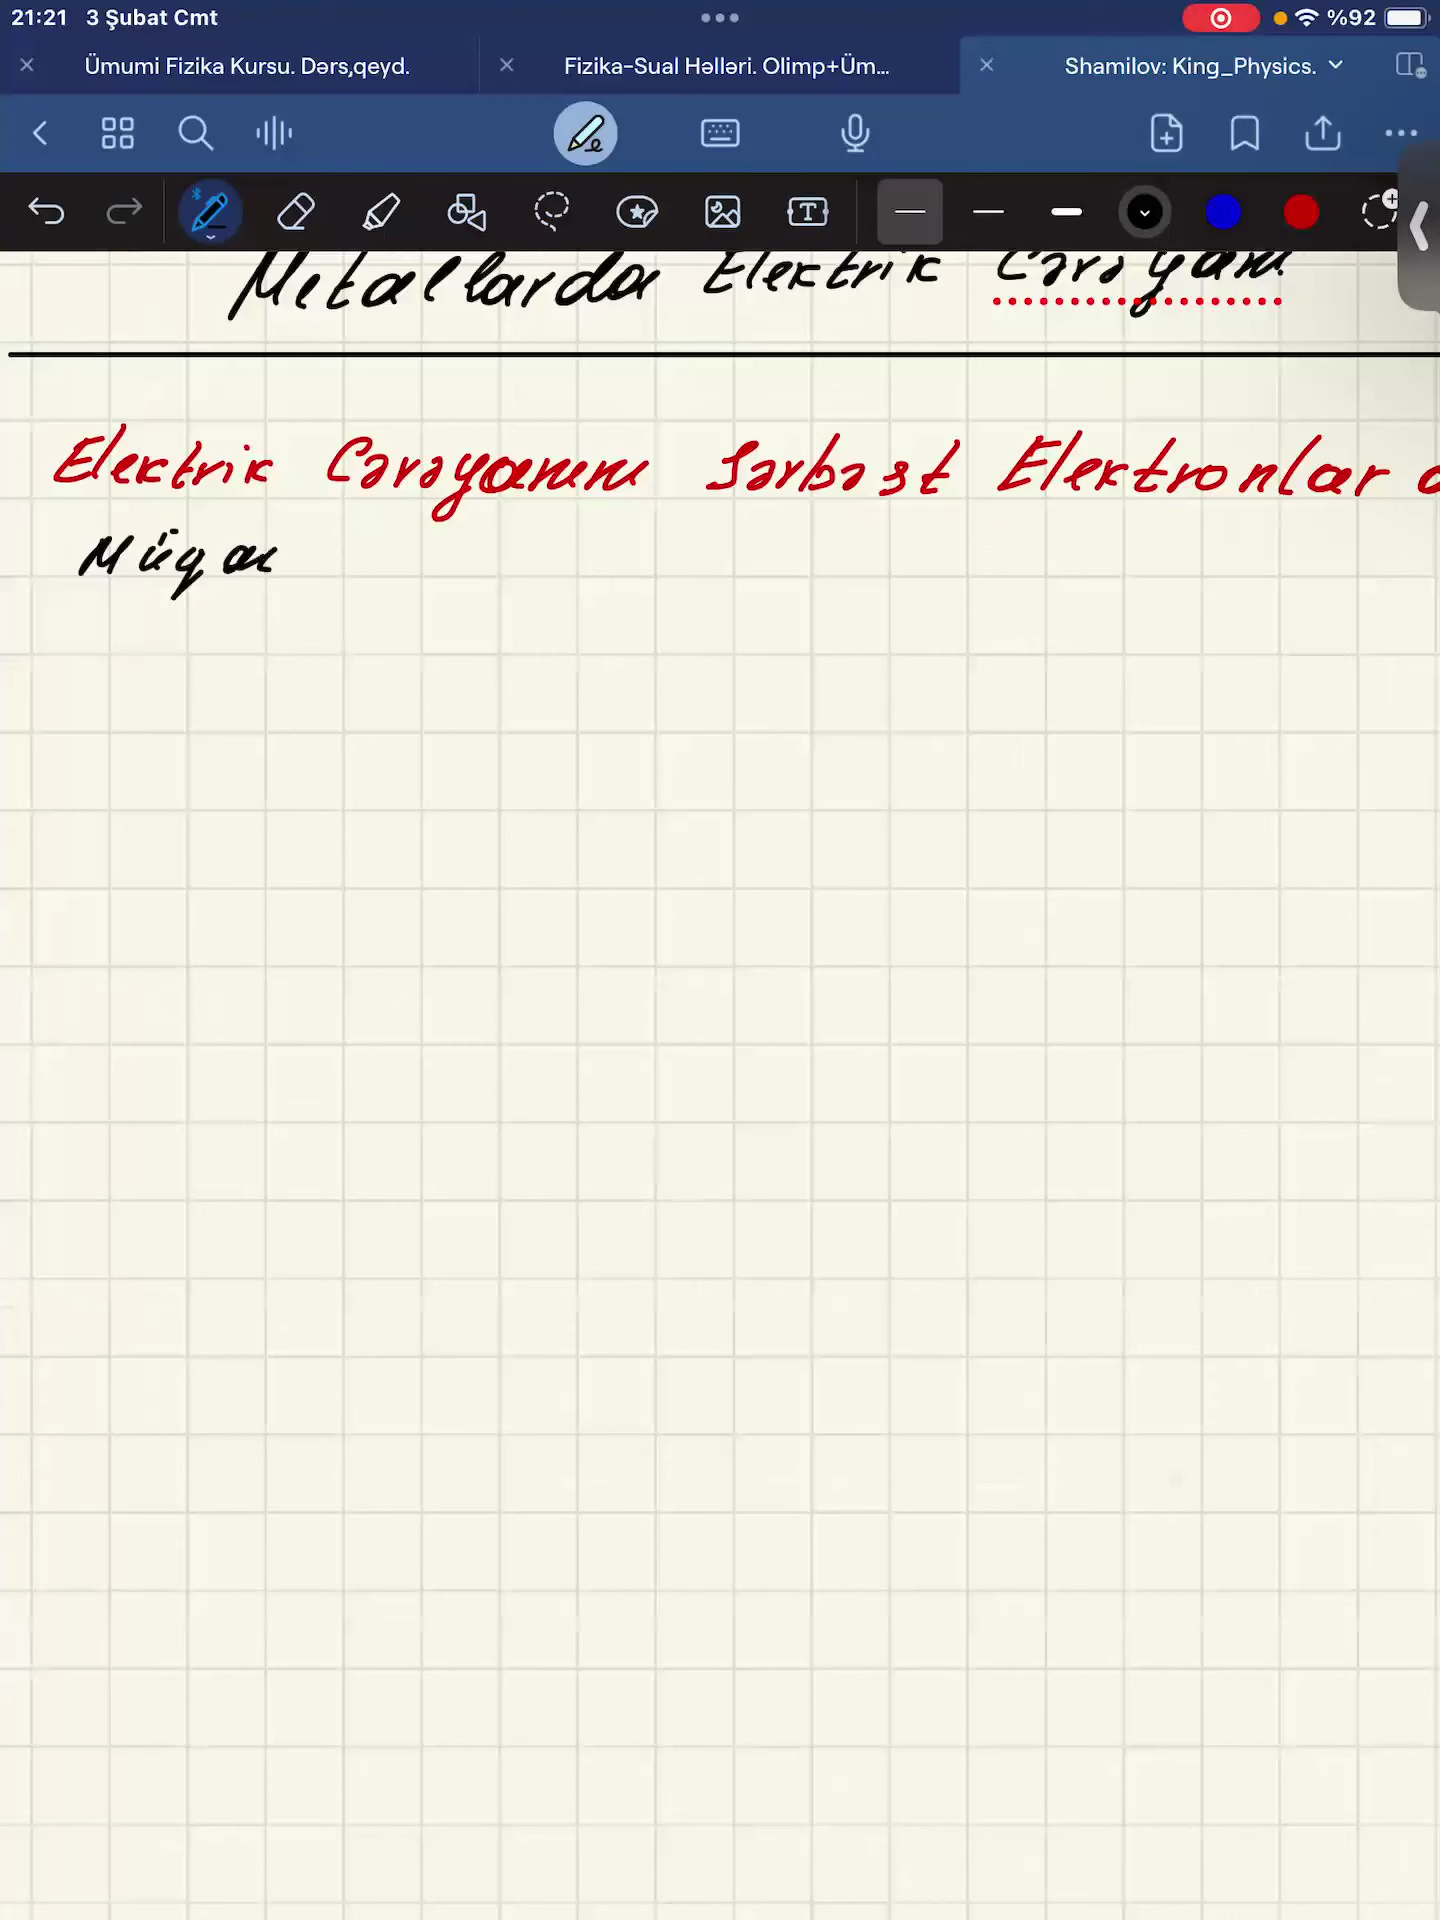 21:21 3 Şubat Cmt %92
Ümumi Fizika Kursu. Dərs,qeyd. Fizika-Sual Həlləri. Olimp+Üm... Shamilov: King_Physics.
Metallarda Elektrik Cərəyanı
Elektrik Cərəyanını Sərbəst Elektronlar
Müqa